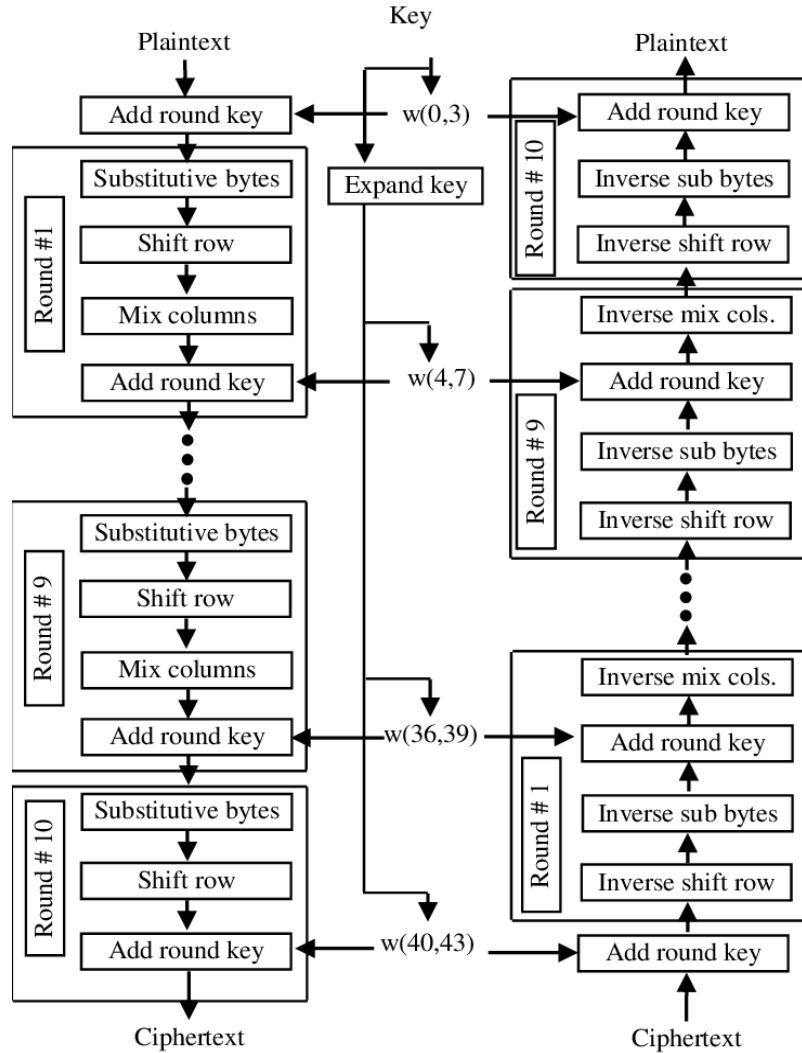 Key
Plaintext
Add round key
Round #1
Substitutive bytes
Shift row
Mix columns
Add round key
Round # 9
Substitutive bytes
Shift row
Mix columns
Add round key
Round # 10
Substitutive bytes
Shift row
Add round key
Ciphertext
w(0,3)
Expand key
w(4,7)
w(36,39)
w(40,43)
Plaintext
Round # 10
Add round key
Inverse sub bytes
Inverse shift row
Round # 9
Inverse mix cols.
Add round key
Inverse sub bytes
Inverse shift row
Round # 1
Inverse mix cols.
Add round key
Inverse sub bytes
Inverse shift row
Add round key
Ciphertext